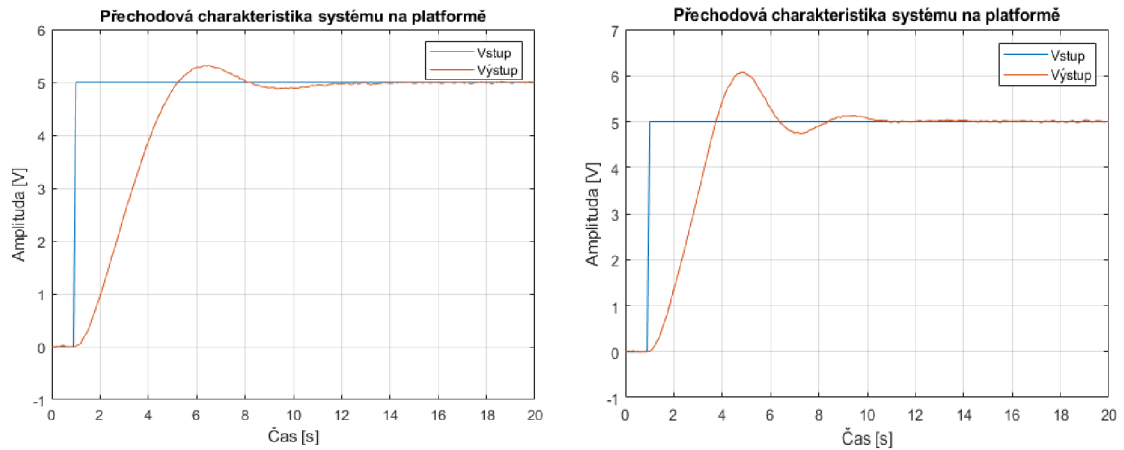 Přechodová charakteristika systému na platformě
6
5
4
3
2
1
0
-1
Amplituda [V]
0 2 4 6 8 10 12 14 16 18 20
Čas [s]
Vstup
Výstup
Přechodová charakteristika systému na platformě
7
6
5
4
3
2
1
0
-1
Amplituda [V]
0 2 4 6 8 10 12 14 16 18 20
Čas [s]
Vstup
Výstup